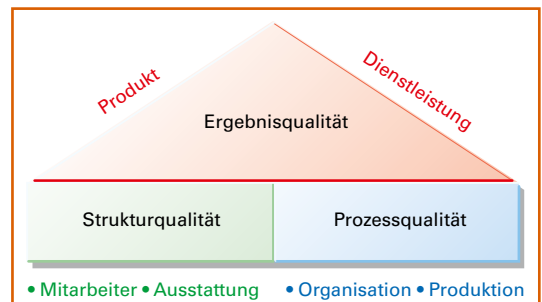 Produkt
Dienstleistung
Ergebnisqualität
Strukturqualität
Prozessqualität
• Mitarbeiter • Ausstattung
• Organisation • Produktion